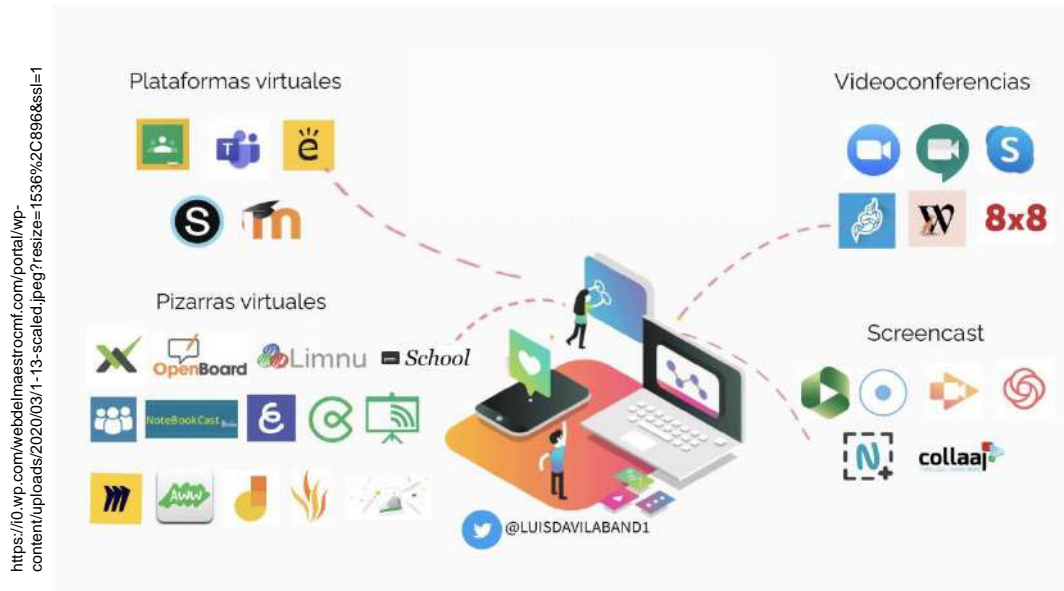 https://i0.wp.com/webdelmaestrocmf.com/portal/wp-
content/uploads/2020/03/1-13-scaled.jpeg?resize=1536%2C896&ssl=1
Plataformas virtuales
T
ë
S
m
Pizarras virtuales
OpenBoard
Limnu
School
NoteBookCast
AWW
Videoconferencias
S
W
8x8
Screencast
N
collaaj
@LUISDAVILABAND1